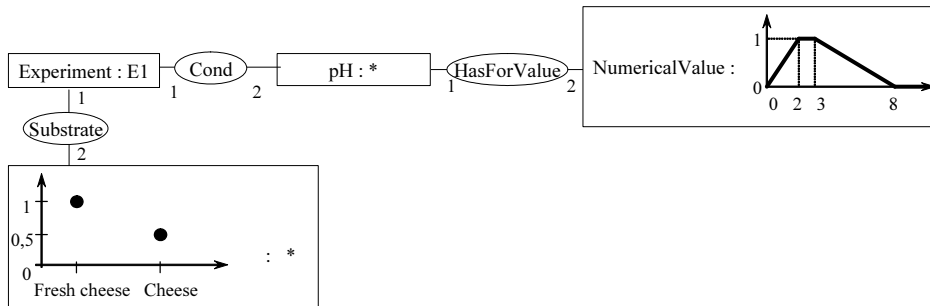 Experiment : E1
1
Cond
2
pH : *
1
HasForValue
2
NumericalValue :
1
0
0 2 3 8
1
Substrate
2
1
0,5
0
Fresh cheese Cheese
: *